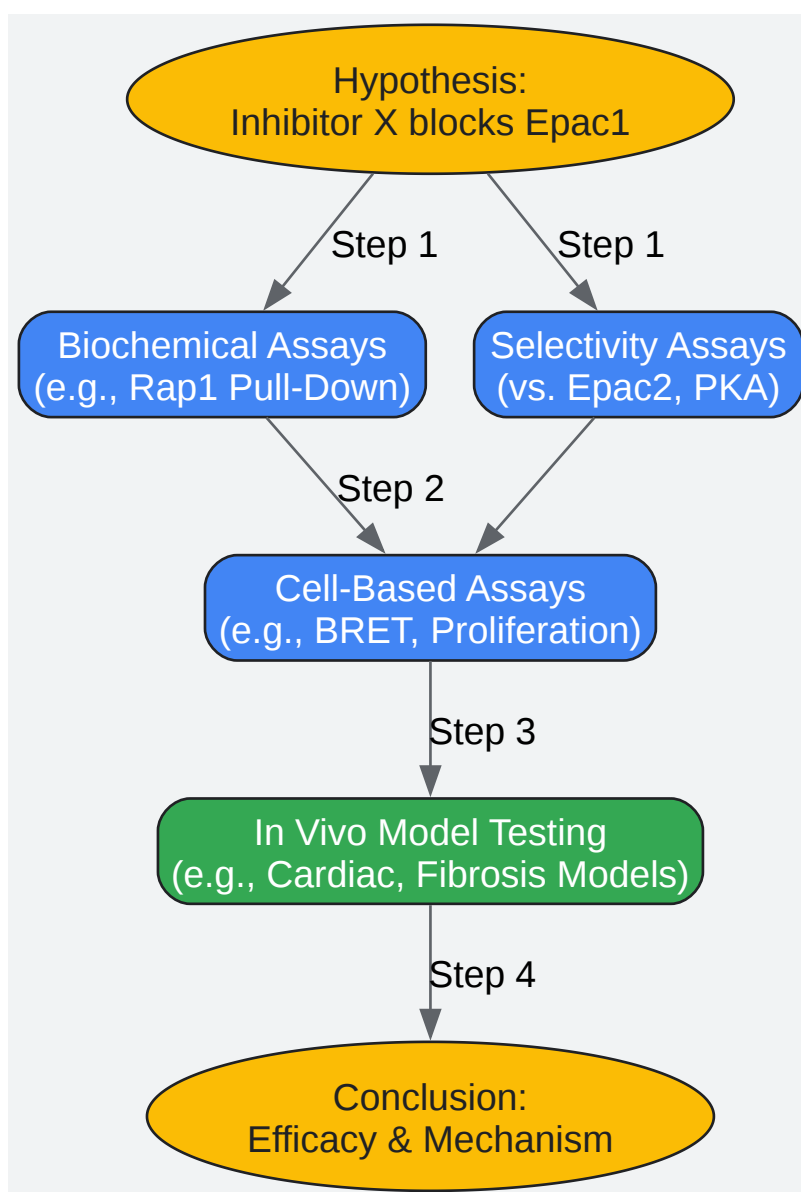 Hypothesis:
Inhibitor X blocks Epac1
Step 1
Step 1
Biochemical Assays
(e.g., Rap1 Pull-Down)
Selectivity Assays
(vs. Epac2, PKA)
Step 2
Cell-Based Assays
(e.g., BRET, Proliferation)
Step 3
In Vivo Model Testing
(e.g., Cardiac, Fibrosis Models)
Step 4
Conclusion:
Efficacy & Mechanism